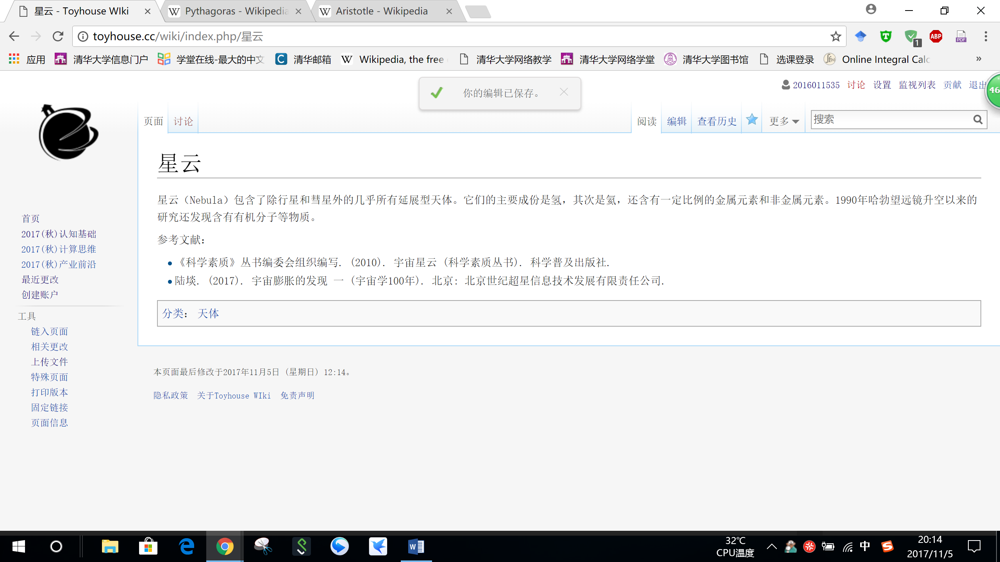 星云 - Toyhouse WIki
Pythagoras - Wikipedia
Aristotle - Wikipedia
toyhouse.cc/wiki/index.php/星云
1
ABP
PDF
应用
清华大学信息门户
学堂在线-最大的中文
清华邮箱
Wikipedia, the free
清华大学网络教学
清华大学网络学堂
清华大学图书馆
选课登录
Online Integral Calc
»
你的编辑已保存。
2016011535 讨论 设置 监视列表 贡献 退出
46
页面 讨论
阅读 编辑 查看历史 更多 搜索
星云
星云（Nebula）包含了除行星和彗星外的几乎所有延展型天体。它们的主要成份是氢，其次是氦，还含有一定比例的金属元素和非金属元素。1990年哈勃望远镜升空以来的
研究还发现含有有机分子等物质。
参考文献：
《科学素质》丛书编委会组织编写. (2010). 宇宙星云 (科学素质丛书). 科学普及出版社.
陆埮. (2017). 宇宙膨胀的发现 一 (宇宙学100年). 北京: 北京世纪超星信息技术发展有限责任公司.
分类： 天体
本页面最后修改于2017年11月5日 (星期日) 12:14。
隐私政策 关于Toyhouse WIki 免责声明
首页
2017(秋)认知基础
2017(秋)计算思维
2017(秋)产业前沿
最近更改
创建账户
工具
链入页面
相关更改
上传文件
特殊页面
打印版本
固定链接
页面信息
32℃
CPU温度
中
20:14
2017/11/5